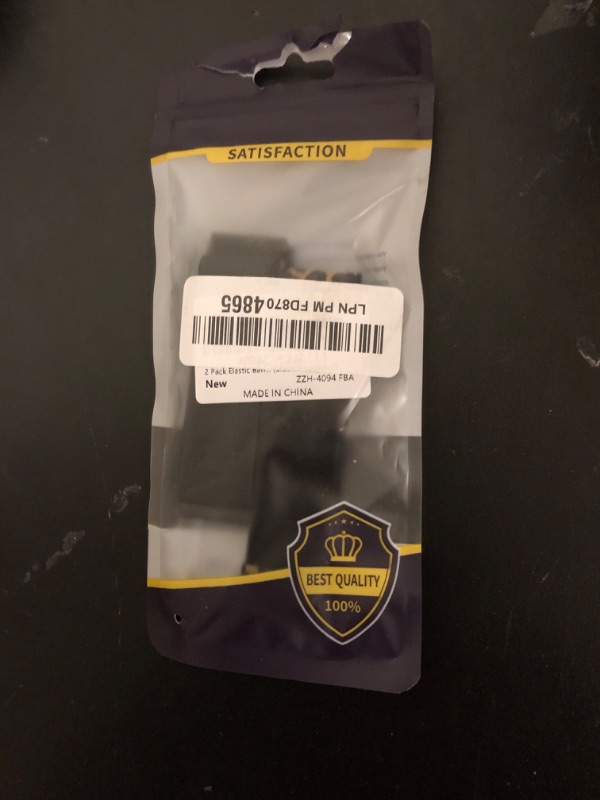 SATISFACTION
LPN PM FD8704865
2 Pack Elastic
New ZZH-4094 FBA
MADE IN CHINA
BEST QUALITY
100%